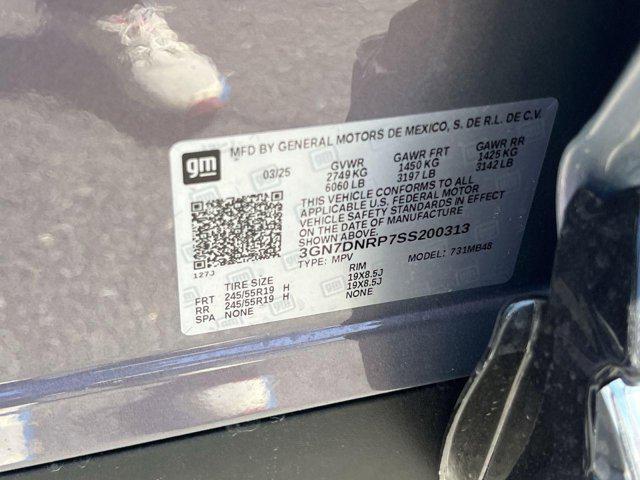 gm
MFD BY GENERAL MOTORS DE MEXICO, S. DE R.L. DE C.V.
03/25 GVWR GAWR FRT GAWR RR
2749 KG 1450 KG 1425 KG
6060 LB 3197 LB 3142 LB
THIS VEHICLE CONFORMS TO ALL
APPLICABLE U.S. FEDERAL MOTOR
VEHICLE SAFETY STANDARDS IN EFFECT
ON THE DATE OF MANUFACTURE
SHOWN ABOVE
3GN7DNRP7SS200313
TYPE: MPV MODEL: 731MB48
127J
TIRE SIZE RIM
FRT 245/55R19 H 19X8.5J
RR 245/55R19 H 19X8.5J
SPA NONE NONE